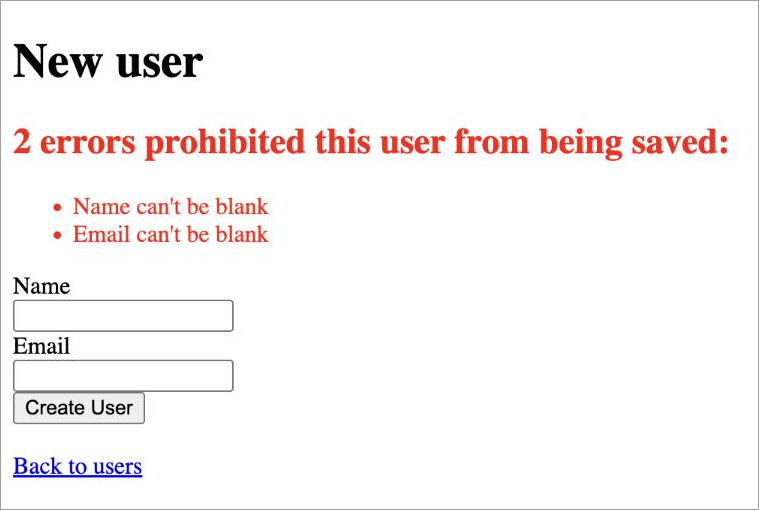 New user
2 errors prohibited this user from being saved:
Name can't be blank
Email can't be blank
Name
Email
Create User
Back to users